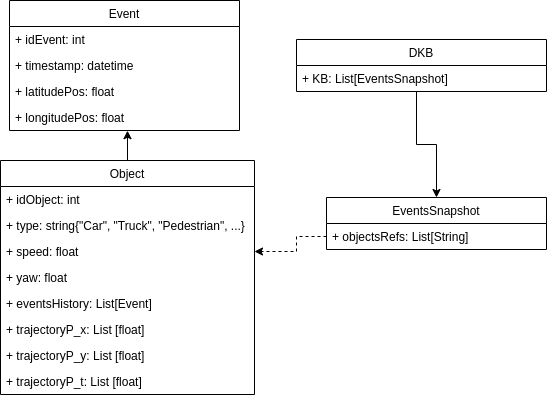 Event
+ idEvent: int
+ timestamp: datetime
+ latitudePos: float
+ longitudePos: float
DKB
+ KB: List[EventsSnapshot]
Object
+ idObject: int
+ type: string{"Car", "Truck", "Pedestrian", ...}
+ speed: float
+ yaw: float
+ eventsHistory: List[Event]
+ trajectoryP_x: List [float]
+ trajectoryP_y: List [float]
+ trajectoryP_t: List [float]
EventsSnapshot
+ objectsRefs: List[String]